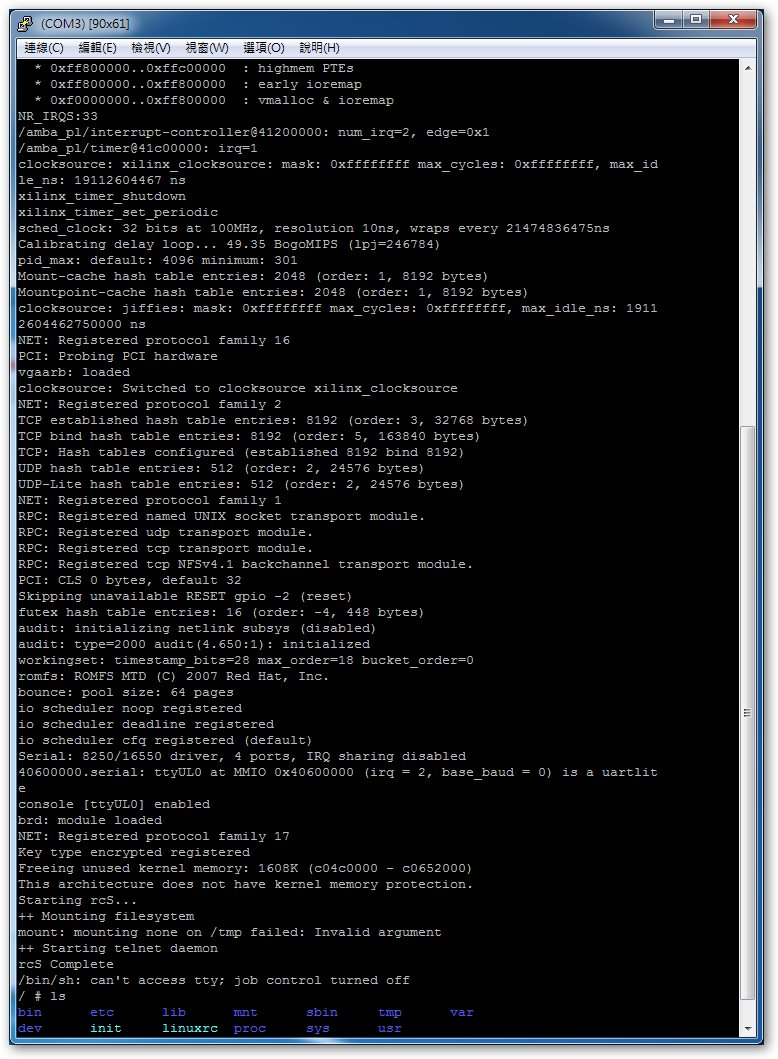 (COM3) [90x61]
連線(C) 編輯(E) 檢視(V) 視窗(W) 選項(O) 說明(H)
  * 0xff800000..0xffc00000  : highmem PTEs
  * 0xff800000..0xff800000  : early ioremap
  * 0xf0000000..0xff800000  : vmalloc & ioremap
NR_IRQS:33
/amba_pl/interrupt-controller@41200000: num_irq=2, edge=0x1
/amba_pl/timer@41c00000: irq=1
clocksource: xilinx_clocksource: mask: 0xffffffff max_cycles: 0xffffffff, max_id
le_ns: 19112604467 ns
xilinx_timer_shutdown
xilinx_timer_set_periodic
sched_clock: 32 bits at 100MHz, resolution 10ns, wraps every 21474836475ns
Calibrating delay loop... 49.35 BogoMIPS (lpj=246784)
pid_max: default: 4096 minimum: 301
Mount-cache hash table entries: 2048 (order: 1, 8192 bytes)
Mountpoint-cache hash table entries: 2048 (order: 1, 8192 bytes)
clocksource: jiffies: mask: 0xffffffff max_cycles: 0xffffffff, max_idle_ns: 1911
2604462750000 ns
NET: Registered protocol family 16
PCI: Probing PCI hardware
vgaarb: loaded
clocksource: Switched to clocksource xilinx_clocksource
NET: Registered protocol family 2
TCP established hash table entries: 8192 (order: 3, 32768 bytes)
TCP bind hash table entries: 8192 (order: 5, 163840 bytes)
TCP: Hash tables configured (established 8192 bind 8192)
UDP hash table entries: 512 (order: 2, 24576 bytes)
UDP-Lite hash table entries: 512 (order: 2, 24576 bytes)
NET: Registered protocol family 1
RPC: Registered named UNIX socket transport module.
RPC: Registered udp transport module.
RPC: Registered tcp transport module.
RPC: Registered tcp NFSv4.1 backchannel transport module.
PCI: CLS 0 bytes, default 32
Skipping unavailable RESET gpio -2 (reset)
futex hash table entries: 16 (order: -4, 448 bytes)
audit: initializing netlink subsys (disabled)
audit: type=2000 audit(4.650:1): initialized
workingset: timestamp_bits=28 max_order=18 bucket_order=0
romfs: ROMFS MTD (C) 2007 Red Hat, Inc.
bounce: pool size: 64 pages
io scheduler noop registered
io scheduler deadline registered
io scheduler cfq registered (default)
Serial: 8250/16550 driver, 4 ports, IRQ sharing disabled
40600000.serial: ttyUL0 at MMIO 0x40600000 (irq = 2, base_baud = 0) is a uartlit
e
console [ttyUL0] enabled
brd: module loaded
NET: Registered protocol family 17
Key type encrypted registered
Freeing unused kernel memory: 1608K (c04c0000 - c0652000)
This architecture does not have kernel memory protection.
Starting rcS...
++ Mounting filesystem
mount: mounting none on /tmp failed: Invalid argument
++ Starting telnet daemon
rcS Complete
/bin/sh: can't access tty; job control turned off
/ # ls
bin      etc      lib      mnt      sbin     tmp      var
dev      init     linuxrc  proc     sys      usr